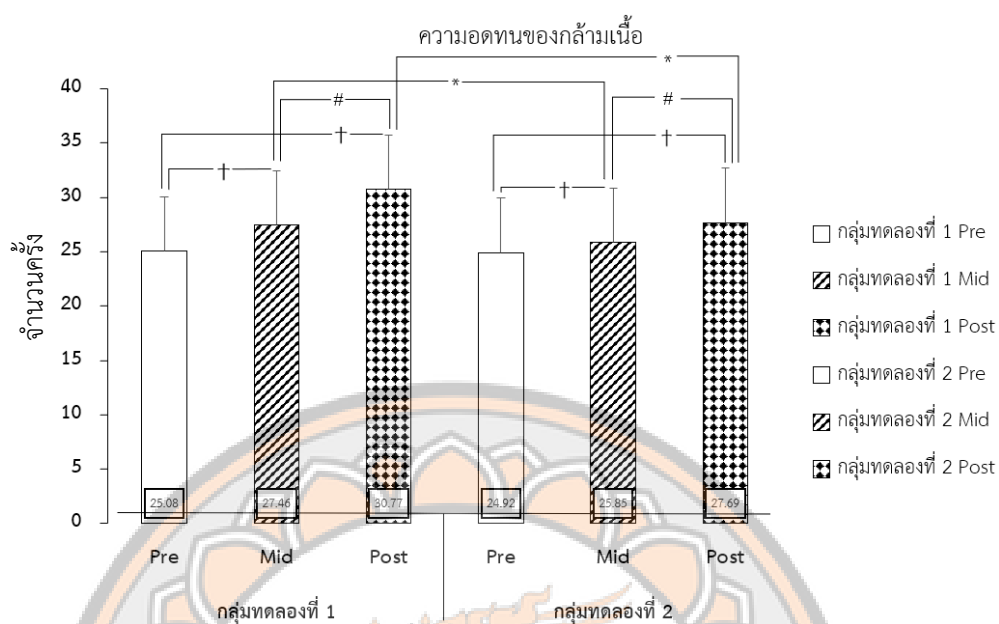 ความอดทนของกล้ามเนื้อ
*
*
#
#
†
†
†
†
จำนวนครั้ง
40
35
30
25
20
15
10
5
0
25.08 27.46 30.77 24.92 25.85 27.69
Pre Mid Post Pre Mid Post
กลุ่มทดลองที่ 1 กลุ่มทดลองที่ 2
กลุ่มทดลองที่ 1 Pre
กลุ่มทดลองที่ 1 Mid
กลุ่มทดลองที่ 1 Post
กลุ่มทดลองที่ 2 Pre
กลุ่มทดลองที่ 2 Mid
กลุ่มทดลองที่ 2 Post